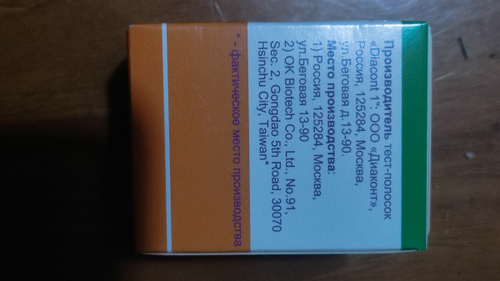 Производитель тест-полосок
«Diacont 1": ООО «Диаконт»,
Россия, 125284, Москва,
ул.Беговая д.13-90.
Место производства:
1) Россия, 125284, Москва,
ул.Беговая 13-90
2) OK Biotech Co., Ltd., No.91,
Sec. 2, Gongdao 5th Road, 30070
Hsinchu City, Taiwan*
* - фактическое место производства